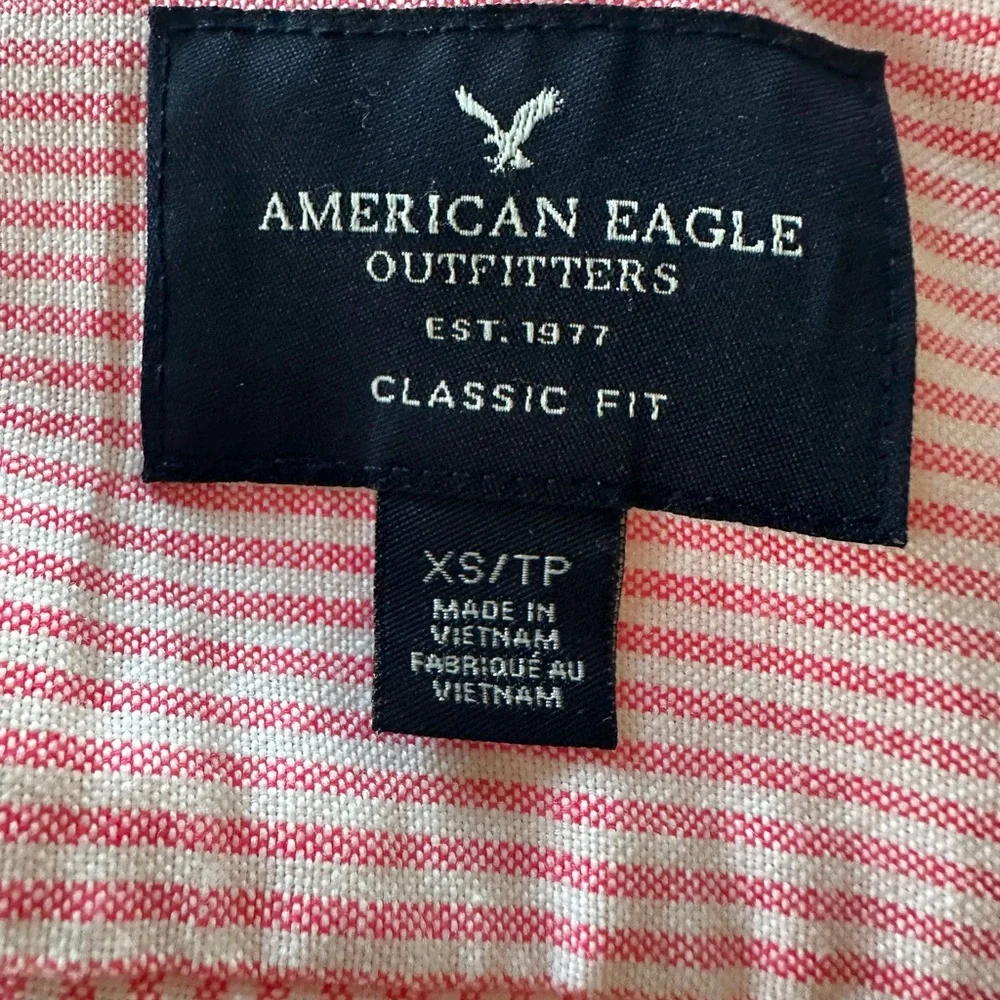 AMERICAN EAGLE
OUTFITTERS
EST. 1977
CLASSIC FIT
XS/TP
MADE IN
VIETNAM
FABRIQUÉ AU
VIETNAM